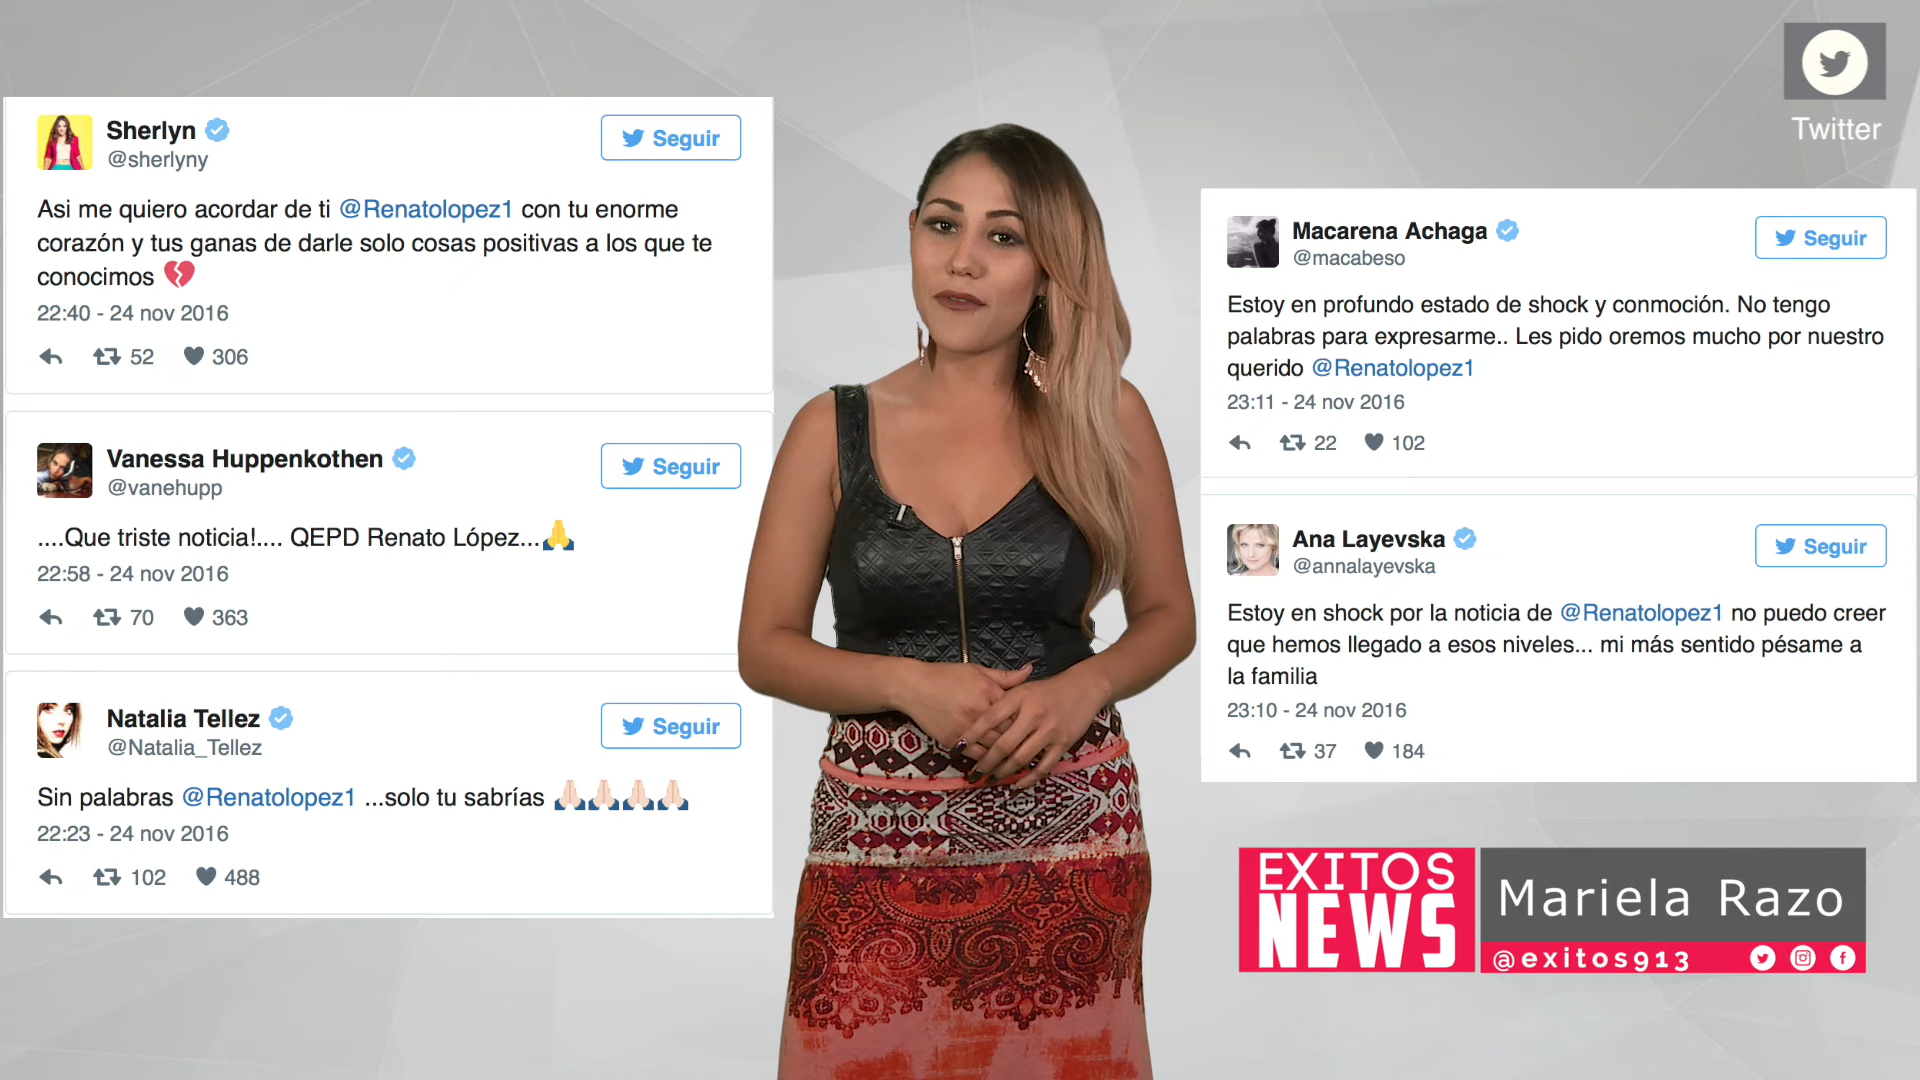 Sherlyn
@sherlyny
Seguir
Asi me quiero acordar de ti @Renatolopez1 con tu enorme
corazón y tus ganas de darle solo cosas positivas a los que te
conocimos 💔
22:40 - 24 nov 2016
52 306
Vanessa Huppenkothen
@vanehupp
Seguir
....Que triste noticia!.... QEPD Renato López...🙏
22:58 - 24 nov 2016
70 363
Natalia Tellez
@Natalia_Tellez
Seguir
Sin palabras @Renatolopez1 ...solo tu sabrías 🙏🏻🙏🏻🙏🏻🙏🏻
22:23 - 24 nov 2016
102 488
Twitter
Macarena Achaga
@macabeso
Seguir
Estoy en profundo estado de shock y conmoción. No tengo
palabras para expresarme.. Les pido oremos mucho por nuestro
querido @Renatolopez1
23:11 - 24 nov 2016
22 102
Ana Layevska
@annalayevska
Seguir
Estoy en shock por la noticia de @Renatolopez1 no puedo creer
que hemos llegado a esos niveles... mi más sentido pésame a
la familia
23:10 - 24 nov 2016
37 184
EXITOS
NEWS
Mariela Razo
@exitos913